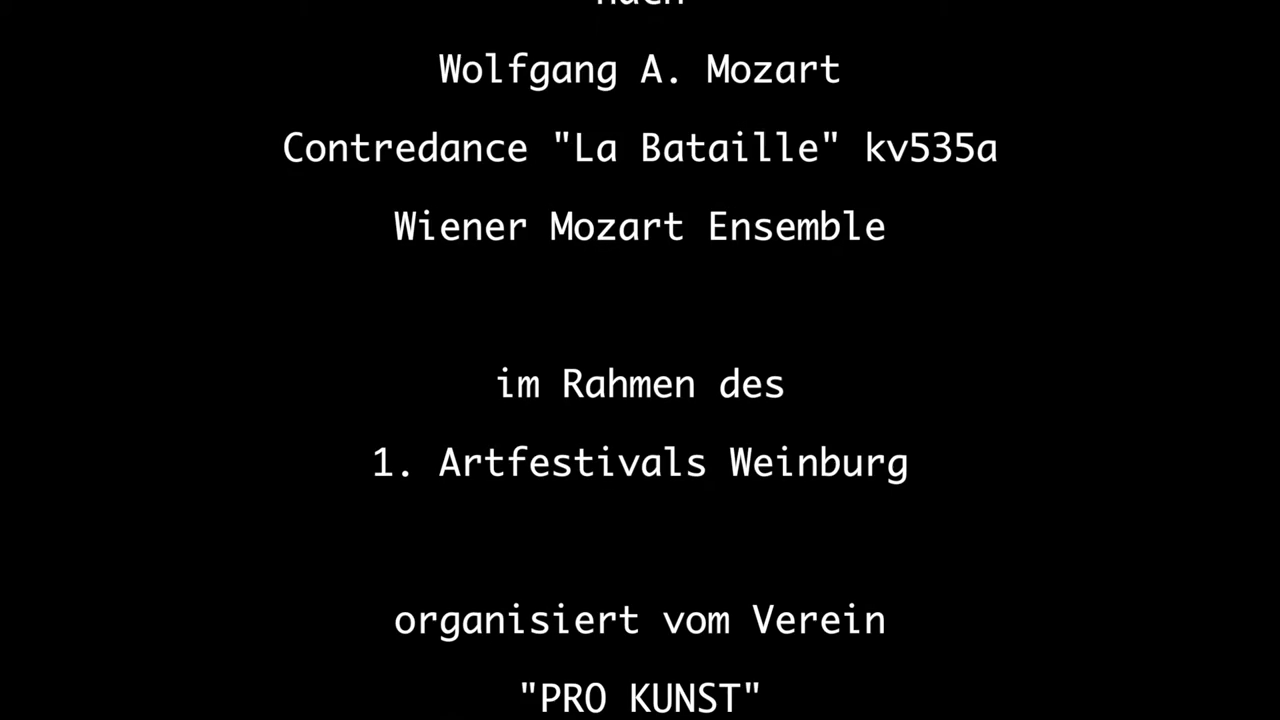 nach
Wolfgang A. Mozart
Contredance "La Bataille" kv535a
Wiener Mozart Ensemble
im Rahmen des
1. Artfestivals Weinburg
organisiert vom Verein
"PRO KUNST"